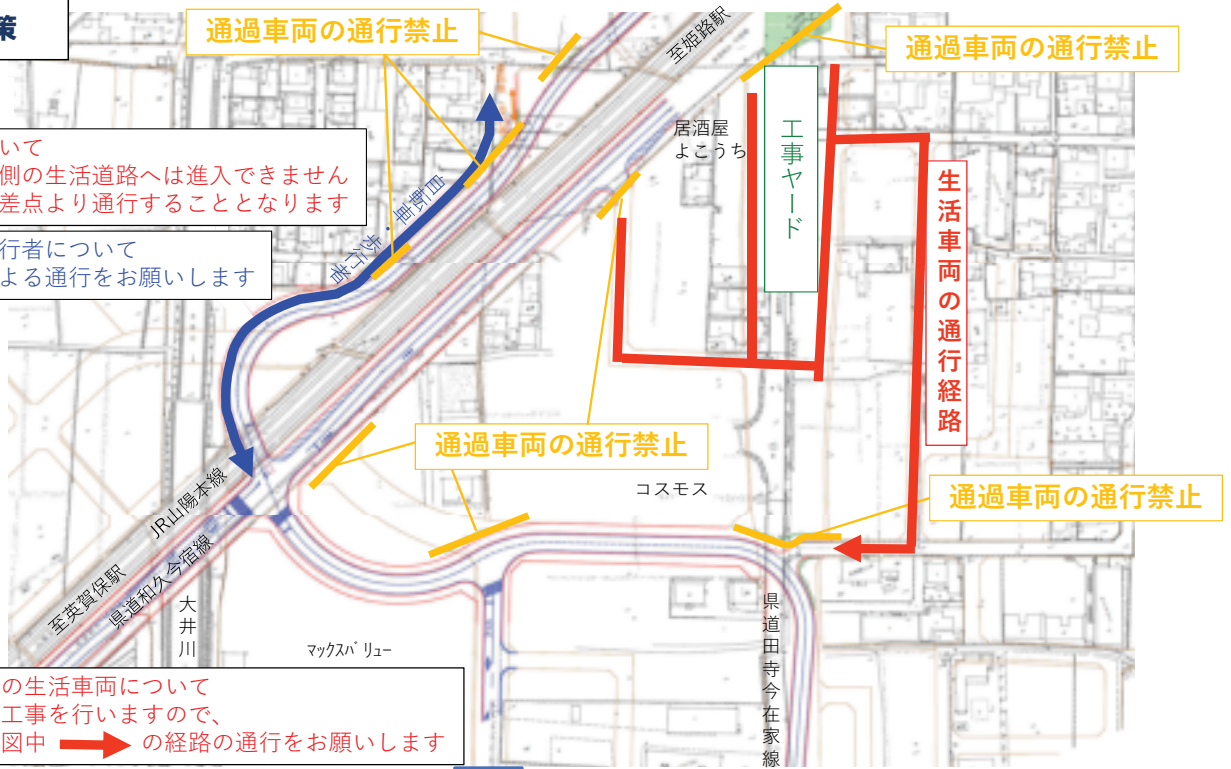 策
通過車両の通行禁止
至姫路駅
通過車両の通行禁止
居酒屋
よこうち
工事ヤード
いて
側の生活道路へは進入できません
差点より通行することとなります
自転車・歩行者
行者について
よる通行をお願いします
生活車両の通行経路
通過車両の通行禁止
コスモス
通過車両の通行禁止
JR山陽本線
至英賀保駅
県道和久今宿線
大井川
マックスバリュー
県道田寺今在家線
の生活車両について
工事を行いますので、
図中 の経路の通行をお願いします